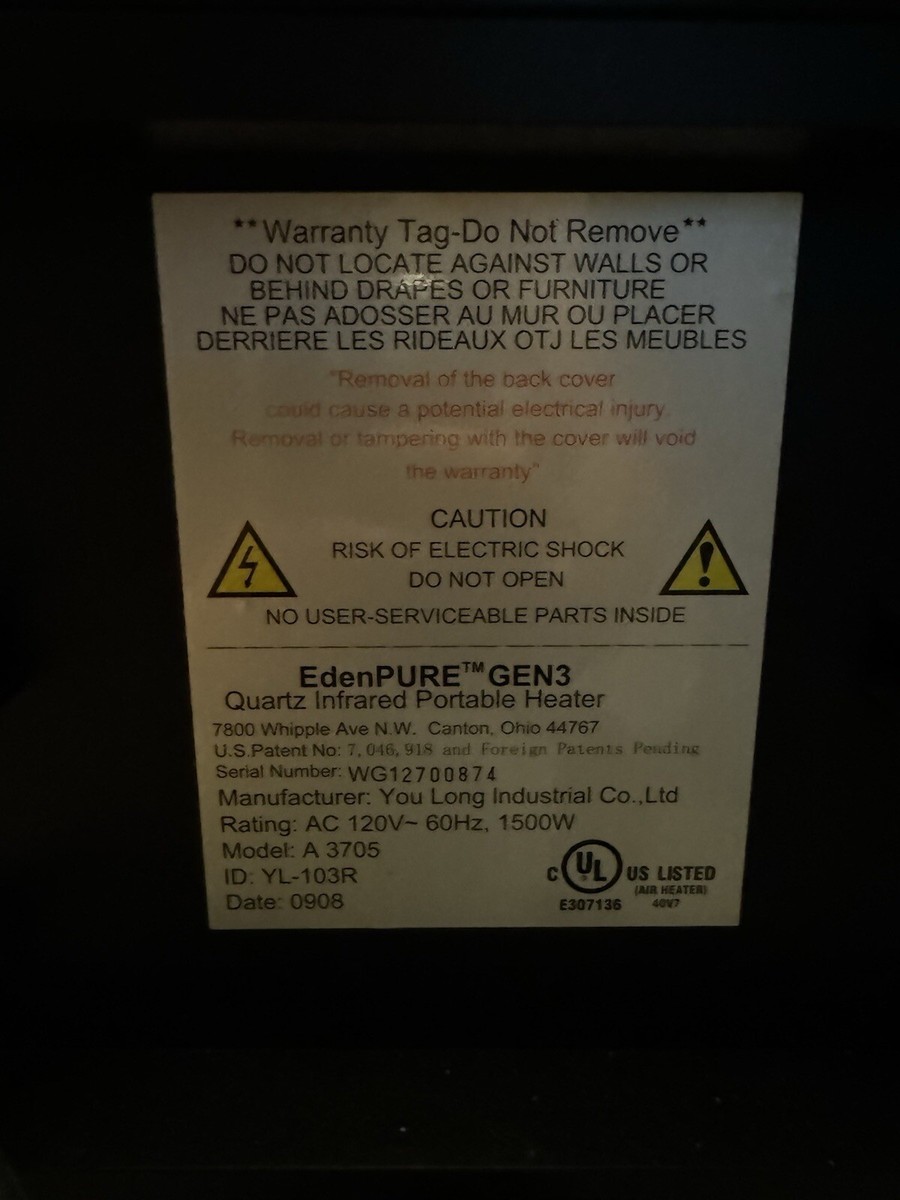 **Warranty Tag-Do Not Remove**
DO NOT LOCATE AGAINST WALLS OR
BEHIND DRAPES OR FURNITURE
NE PAS ADOSSER AU MUR OU PLACER
DERRIERE LES RIDEAUX OTJ LES MEUBLES
"Removal of the back cover
could cause a potential electrical injury.
Removal or tampering with the cover will void
the warranty"
CAUTION
RISK OF ELECTRIC SHOCK
DO NOT OPEN
NO USER-SERVICEABLE PARTS INSIDE
EdenPURE™ GEN3
Quartz Infrared Portable Heater
7800 Whipple Ave N.W. Canton, Ohio 44767
U.S.Patent No: 7,046,918 and Foreign Patents Pending
Serial Number: WG12700874
Manufacturer: You Long Industrial Co.,Ltd
Rating: AC 120V~ 60Hz, 1500W
Model: A 3705
ID: YL-103R
Date: 0908
C UL ® US LISTED
(AIR HEATER)
E307136 40V7